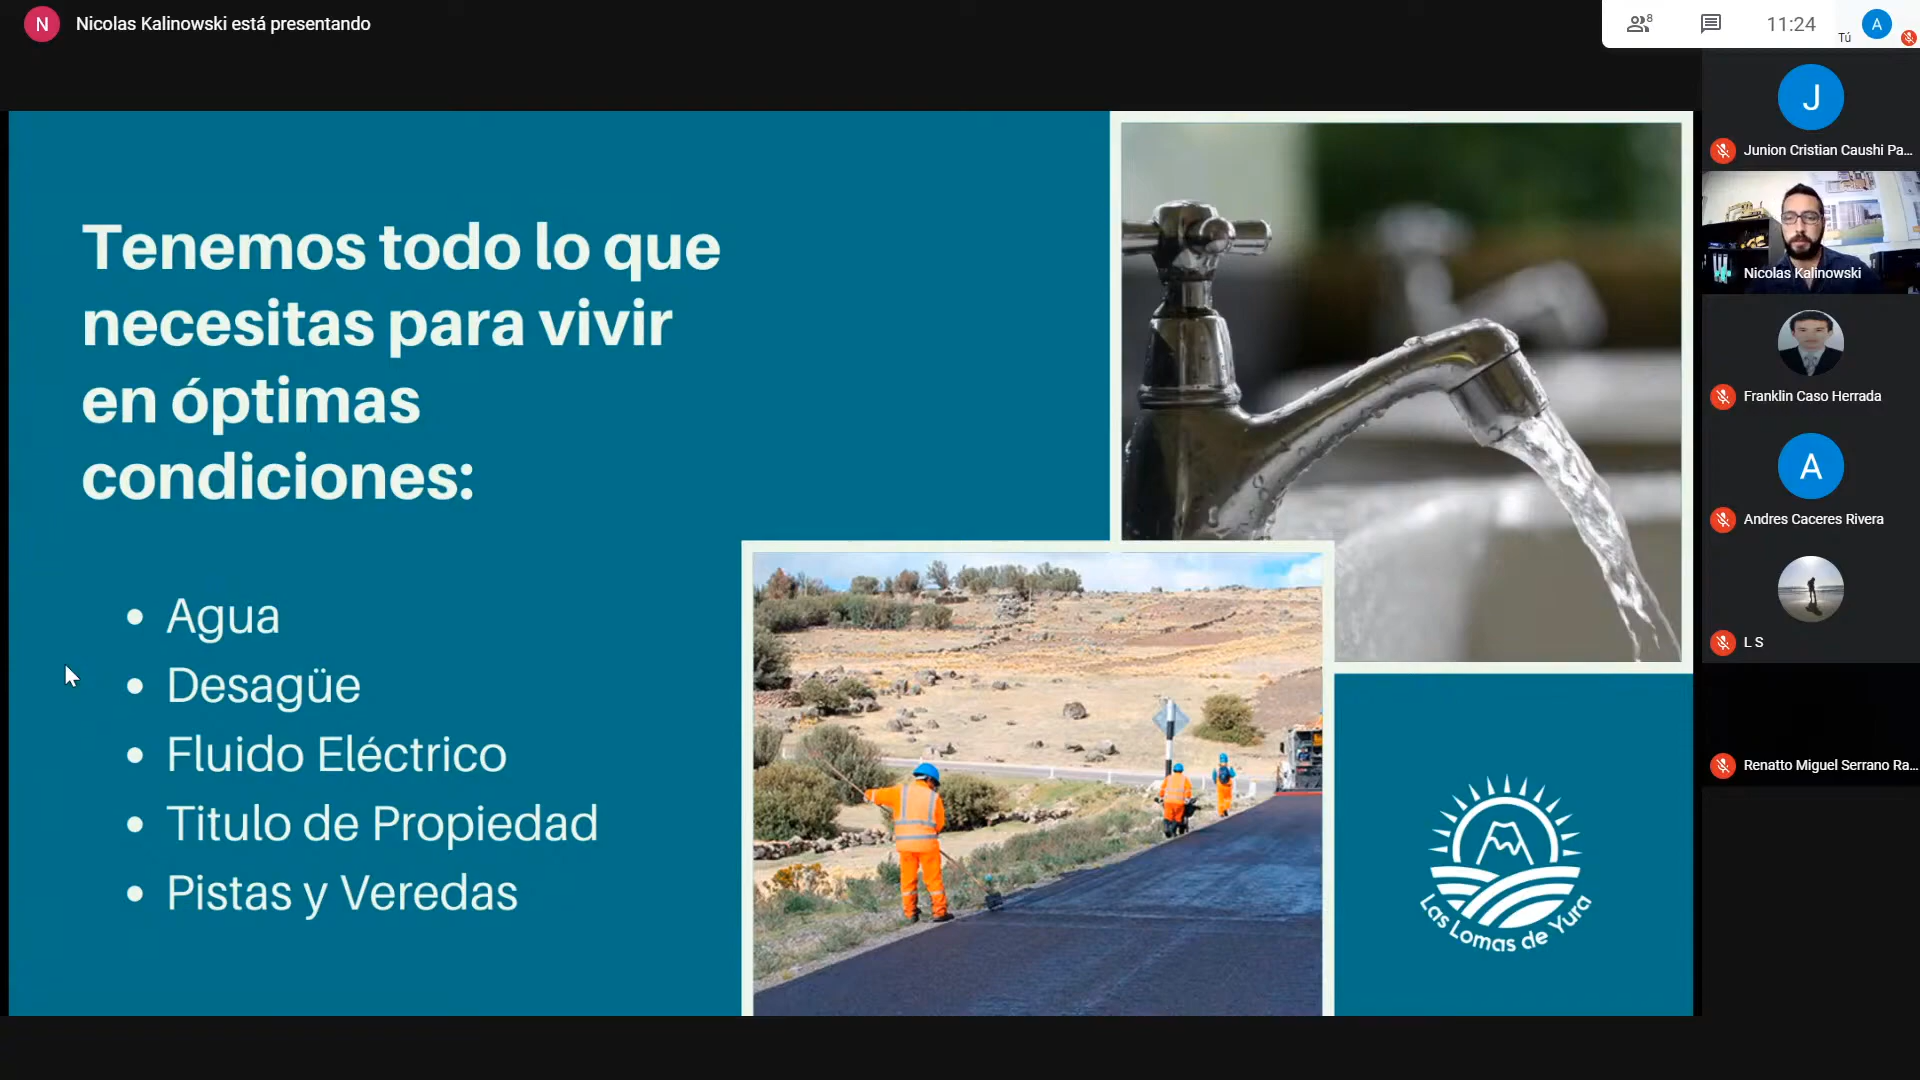 N
Nicolas Kalinowski está presentando
8
11:24
Tú
A
Tenemos todo lo que
necesitas para vivir
en óptimas
condiciones:
Agua
Desagüe
Fluido Eléctrico
Titulo de Propiedad
Pistas y Veredas
Las Lomas de Yura
J
Junion Cristian Caushi Pa...
Nicolas Kalinowski
Franklin Caso Herrada
A
Andres Caceres Rivera
L S
Renatto Miguel Serrano Ra...